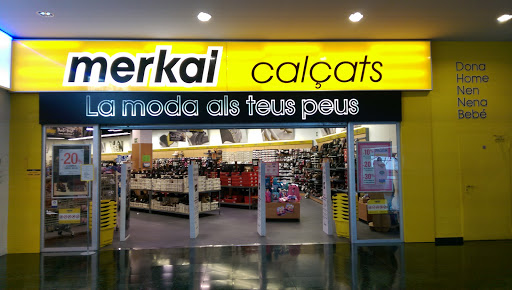 merkal calçats
La moda als teus peus
Dona
Home
Nen
Nena
Bebé
20